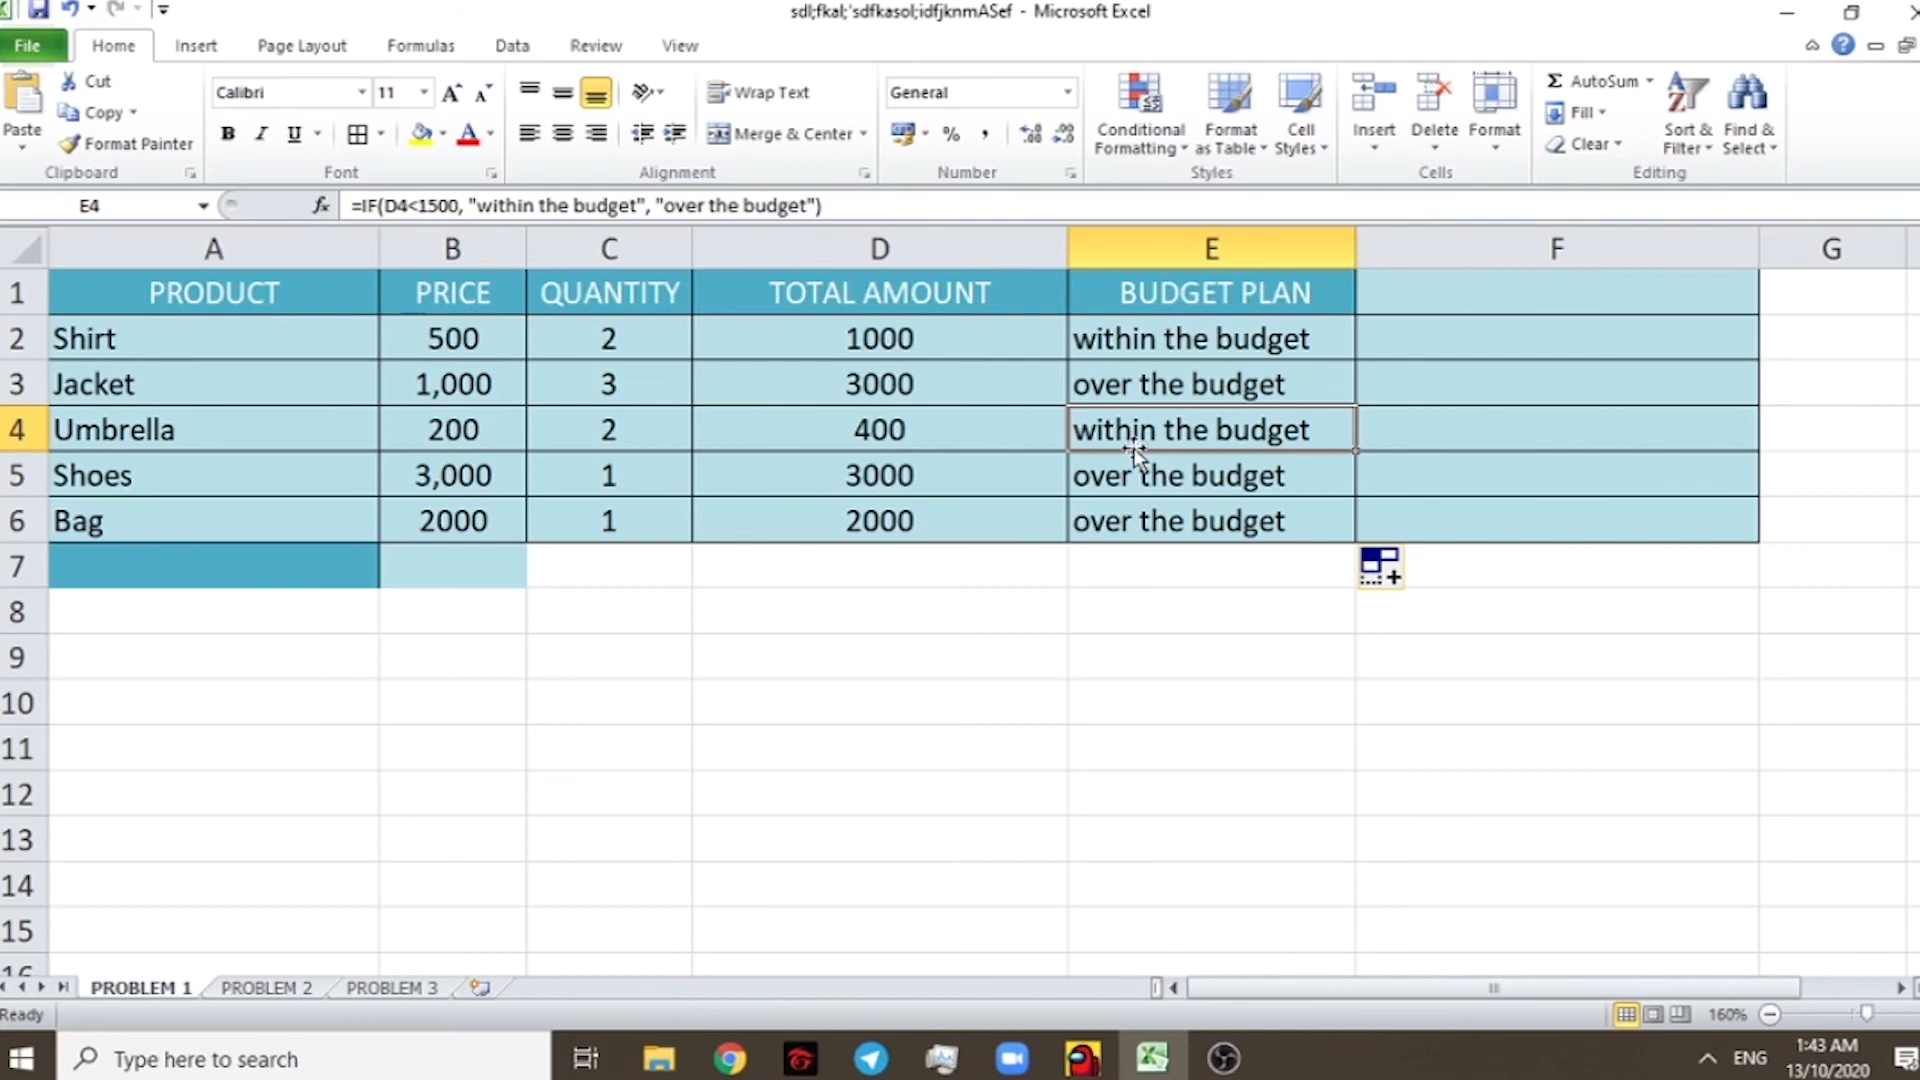 sdl;fkal;'sdfkasol;idfjknmASef - Microsoft Excel
File Home Insert Page Layout Formulas Data Review View
Cut
Copy
Format Painter
Paste
Clipboard
Calibri 11
B I U
Font
Wrap Text
Merge & Center
Alignment
General
%
Number
Conditional Formatting
Format as Table
Cell Styles
Styles
Insert Delete Format
Cells
AutoSum
Fill
Clear
Sort & Filter
Find & Select
Editing
E4 fx =IF(D4<1500, "within the budget", "over the budget")
A B C D E F G
1 PRODUCT PRICE QUANTITY TOTAL AMOUNT BUDGET PLAN
2 Shirt 500 2 1000 within the budget
3 Jacket 1,000 3 3000 over the budget
4 Umbrella 200 2 400 within the budget
5 Shoes 3,000 1 3000 over the budget
6 Bag 2000 1 2000 over the budget
7
8
9
10
11
12
13
14
15
16
PROBLEM 1 PROBLEM 2 PROBLEM 3
Ready 160%
Type here to search
ENG
1:43 AM
13/10/2020